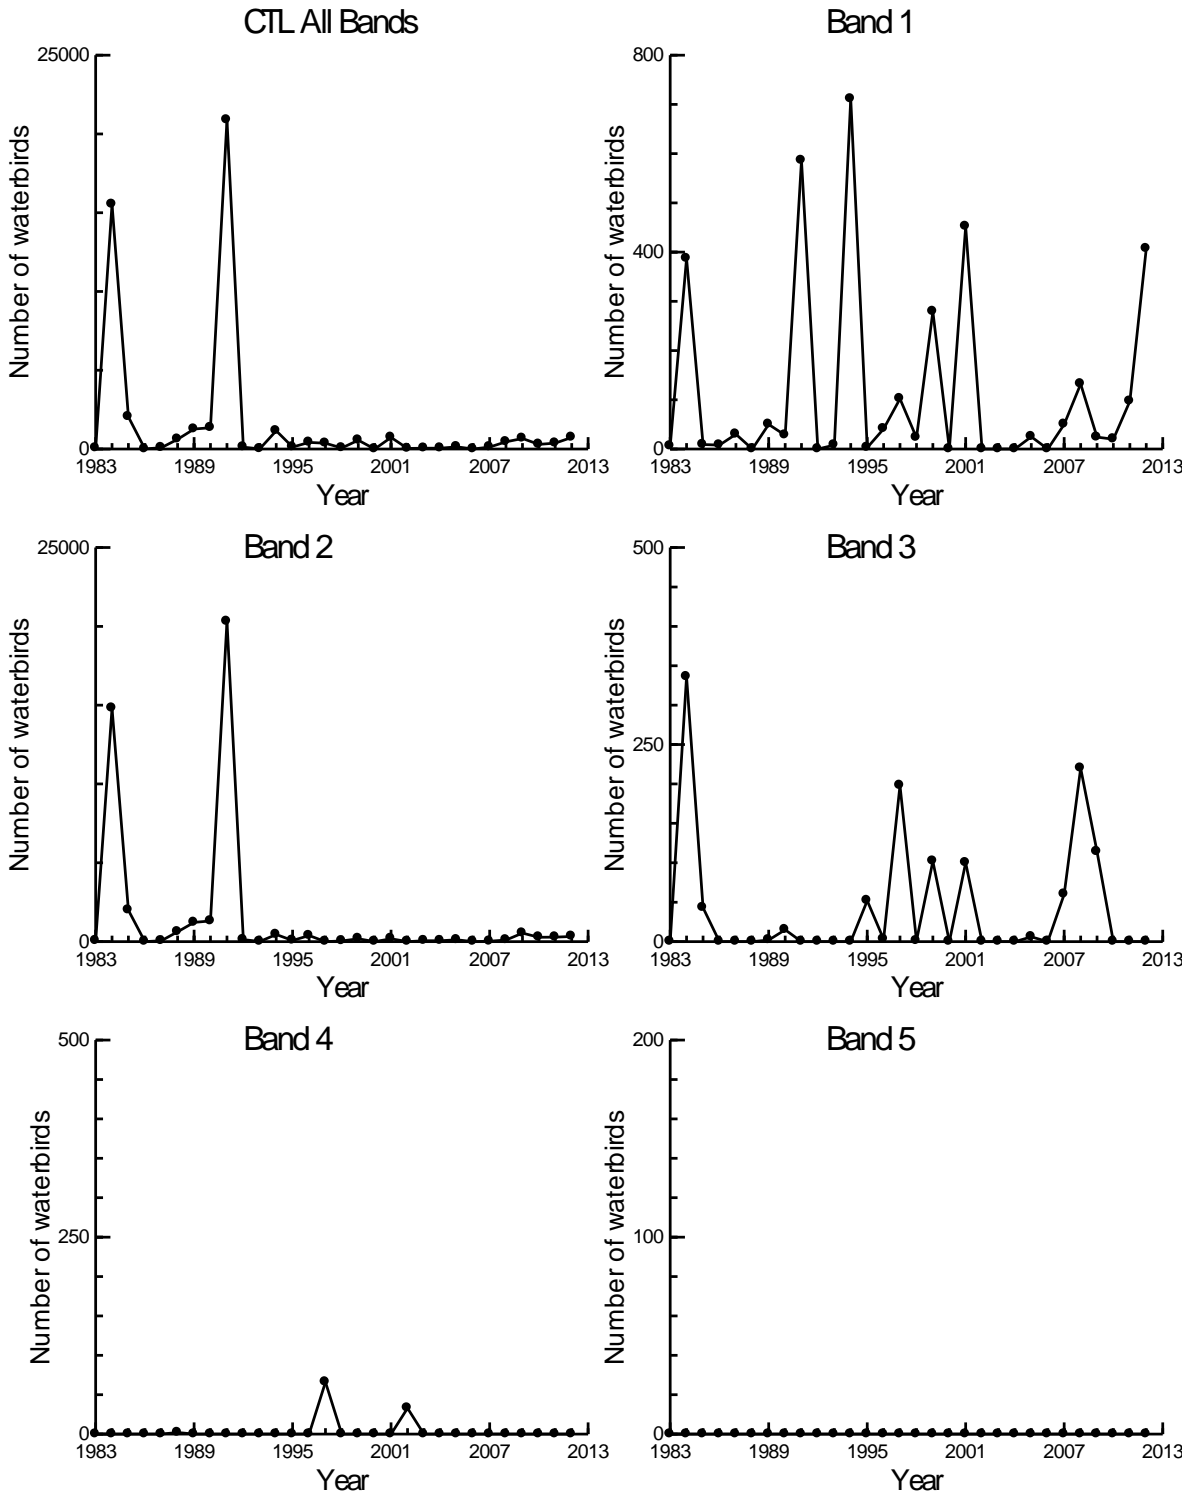 CTL All Bands
25000
0
Number of waterbirds
1983 1989 1995 2001 2007 2013
Year
Band 1
800
400
0
Number of waterbirds
1983 1989 1995 2001 2007 2013
Year
Band 2
25000
0
Number of waterbirds
1983 1989 1995 2001 2007 2013
Year
Band 3
500
250
0
Number of waterbirds
1983 1989 1995 2001 2007 2013
Year
Band 4
500
250
0
Number of waterbirds
1983 1989 1995 2001 2007 2013
Year
Band 5
200
100
0
Number of waterbirds
1983 1989 1995 2001 2007 2013
Year